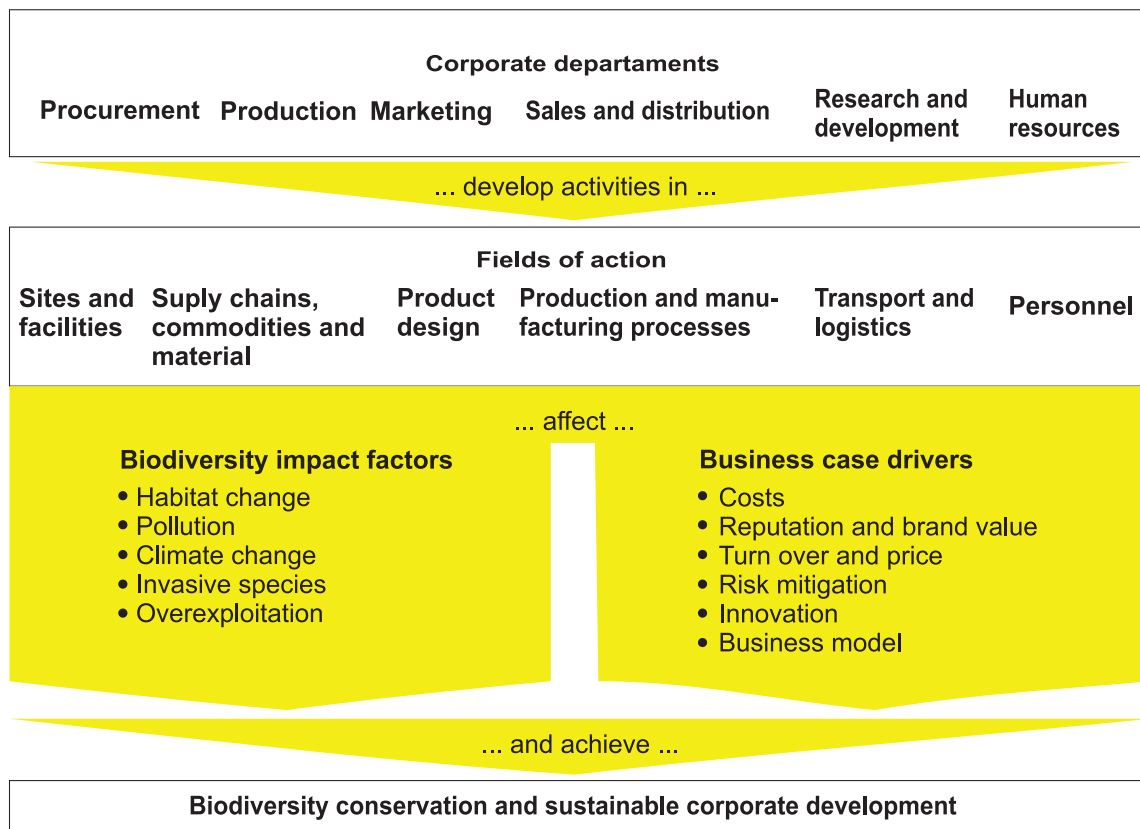 Corporate departaments
Procurement
Production
Marketing
Sales and distribution
Research and
development
Human
resources
... develop activities in ...
Fields of action
Sites and
facilities
Suply chains,
commodities and
material
Product
design
Production and manu-
facturing processes
Transport and
logistics
Personnel
... affect ...
Biodiversity impact factors
• Habitat change
• Pollution
• Climate change
• Invasive species
• Overexploitation
Business case drivers
• Costs
• Reputation and brand value
• Turn over and price
• Risk mitigation
• Innovation
• Business model
... and achieve ...
Biodiversity conservation and sustainable corporate development